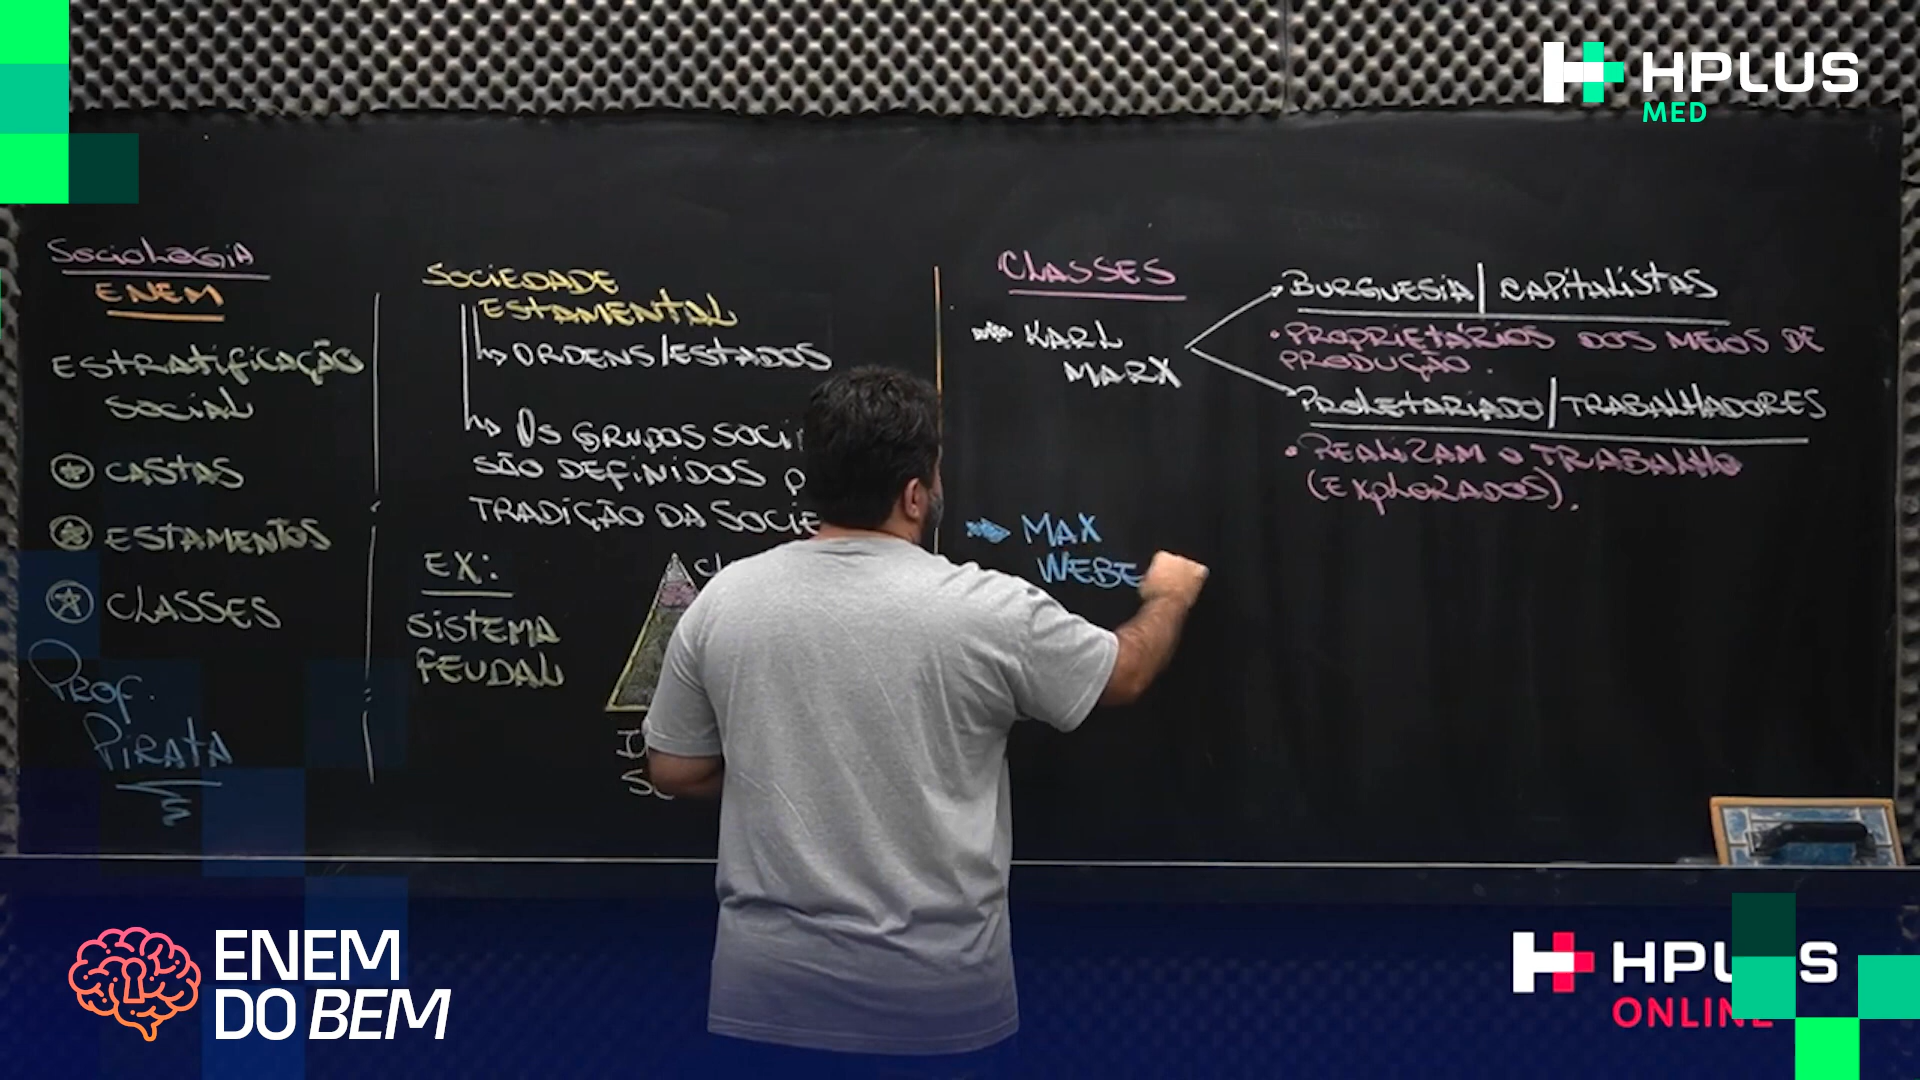 HPLUS
MED
SOCIOLOGIA
ENEM
ESTRATIFICAÇÃO
SOCIAL
CASTAS
ESTAMENTOS
CLASSES
PROF.
PIRATA
SOCIEDADE
ESTAMENTAL
ORDENS/ESTADOS
OS GRUPOS SOCI
SÃO DEFINIDOS P
TRADIÇÃO DA SOCIE
EX:
SISTEMA
FEUDAL
CLASSES
KARL
MARX
BURGUESIA | CAPITALISTAS
• PROPRIETÁRIOS DOS MEIOS DE
PRODUÇÃO.
PROLETARIADO | TRABALHADORES
• REALIZAM O TRABALHO
(EXPLORADOS).
MAX
WEBE
ENEM
DO BEM
HPLUS
ONLINE